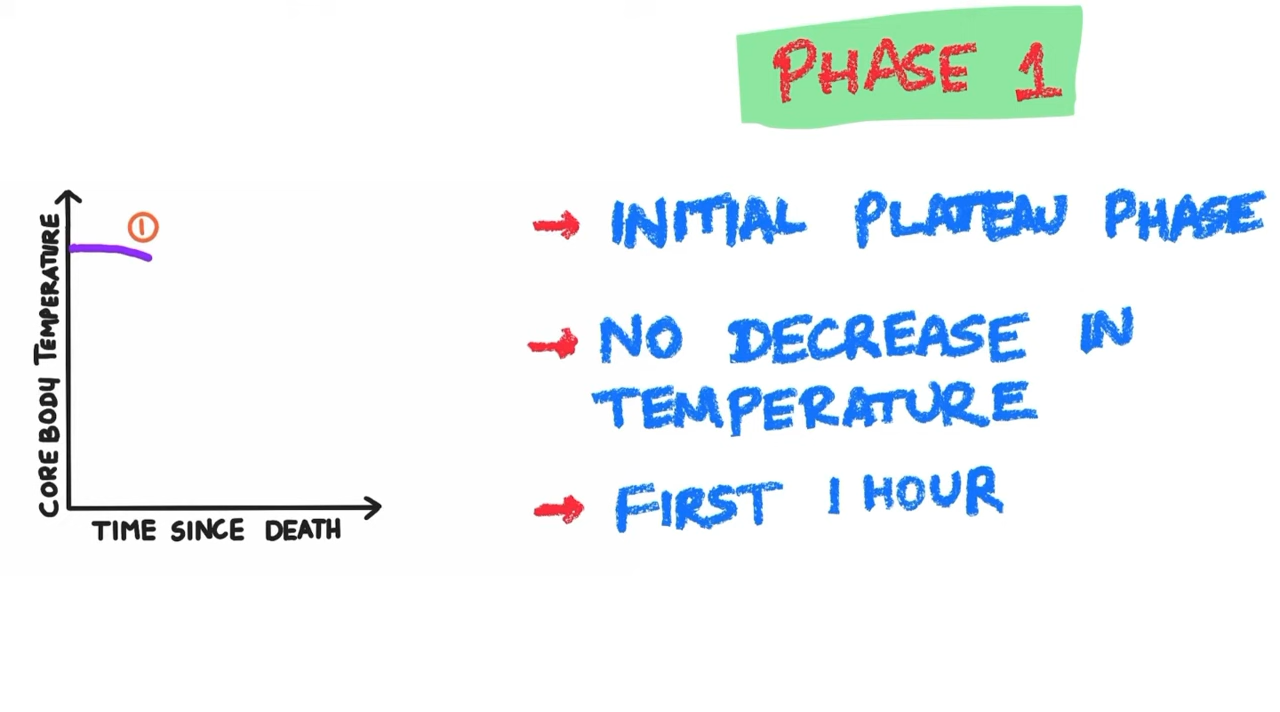 PHASE 1
CORE BODY TEMPERATURE
1
TIME SINCE DEATH
→ INITIAL PLATEAU PHASE
→ NO DECREASE IN
TEMPERATURE
→ FIRST 1 HOUR